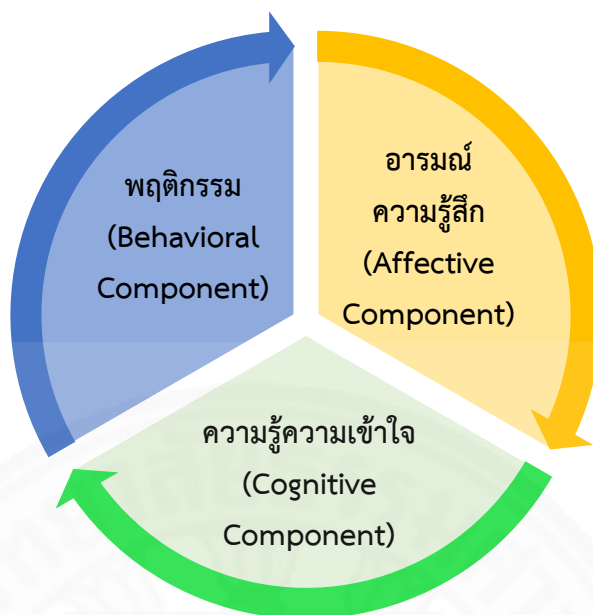 พฤติกรรม
(Behavioral
Component)
อารมณ์
ความรู้สึก
(Affective
Component)
ความรู้ความเข้าใจ
(Cognitive
Component)